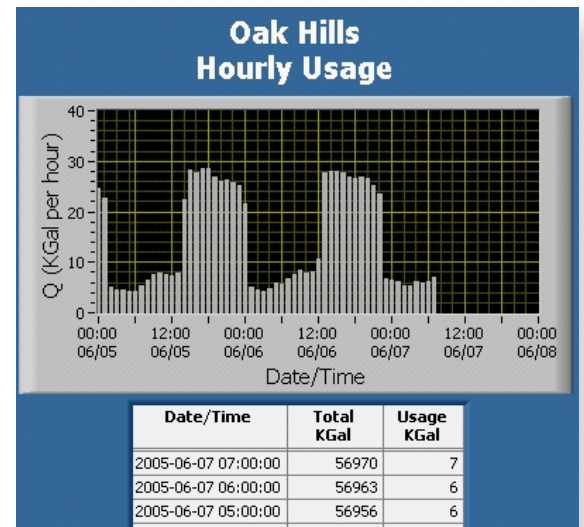 Oak Hills
Hourly Usage
Q (KGal per hour)
40
30
20
10
0
00:00 12:00 00:00 12:00 00:00 12:00 00:00
06/05 06/05 06/06 06/06 06/07 06/07 06/08
Date/Time
Date/Time Total KGal Usage KGal
2005-06-07 07:00:00 56970 7
2005-06-07 06:00:00 56963 6
2005-06-07 05:00:00 56956 6